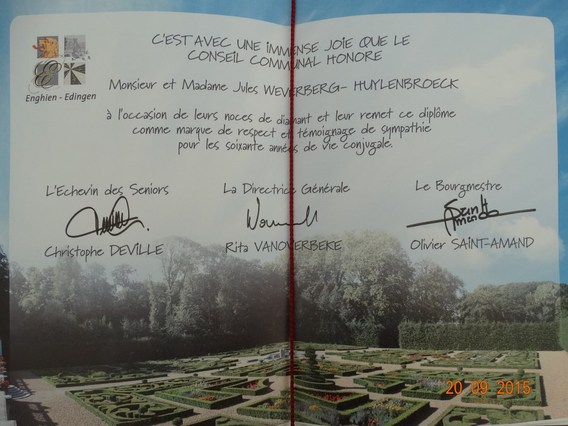 C'EST AVEC UNE IMMENSE JOIE QUE LE
CONSEIL COMMUNAL HONORE
Enghien - Edingen
Monsieur et Madame Jules WEVERBERG- HUYLENBROECK
à l'occasion de leurs noces de diamant et leur remet ce diplôme
comme marque de respect et témoignage de sympathie
pour les soixante années de vie conjugale.
L'Echevin des Seniors La Directrice Générale Le Bourgmestre
Christophe DEVILLE Rita VANOVERBEKE Olivier SAINT-AMAND
20 09 2015